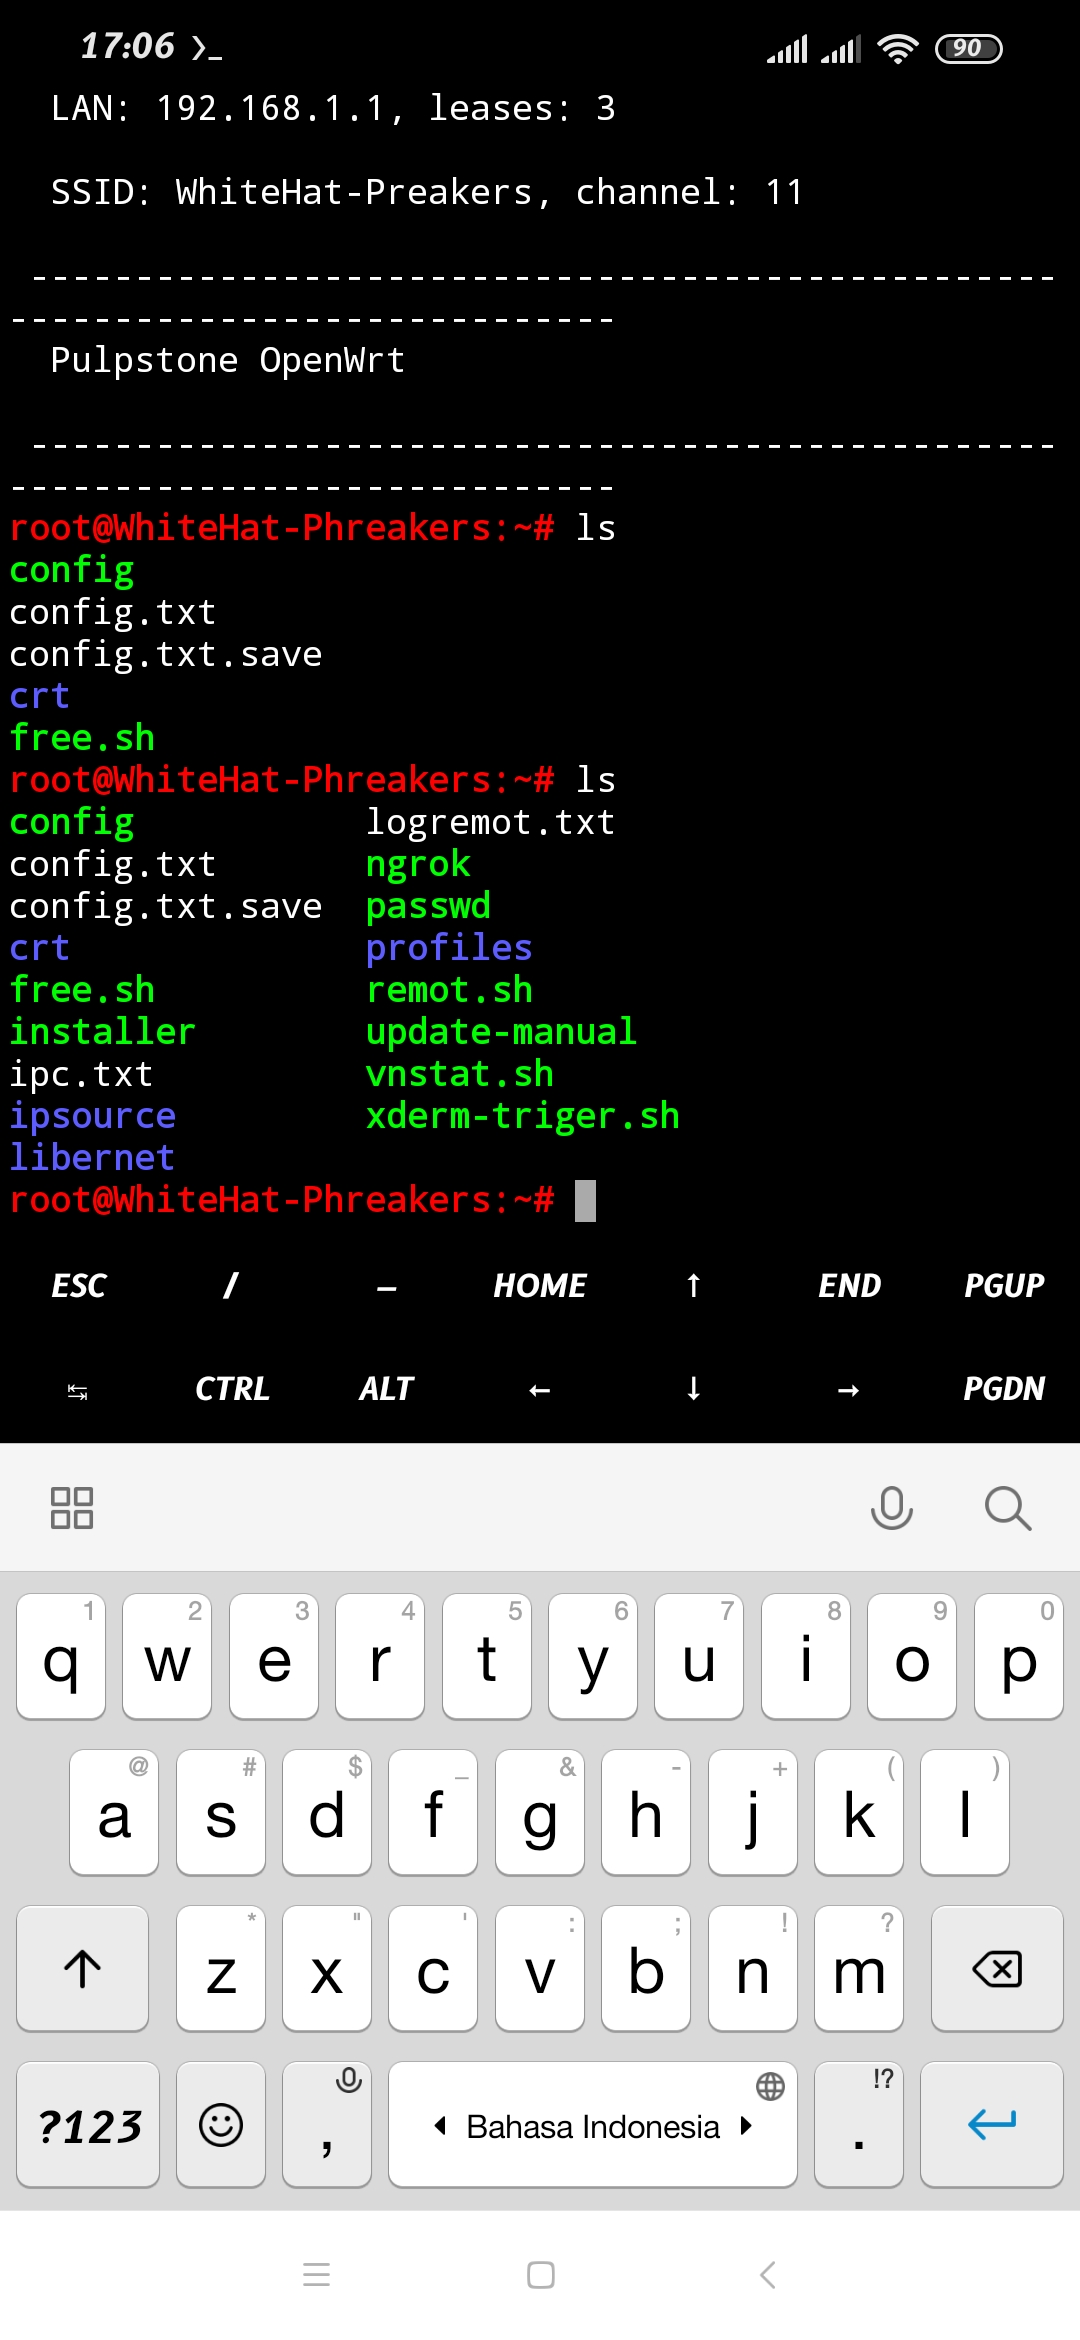 17:06 ❯_ 90
LAN: 192.168.1.1, leases: 3
SSID: WhiteHat-Preakers, channel: 11
-------------------------------------------------
-----------------------------
Pulpstone OpenWrt
-------------------------------------------------
-----------------------------
root@WhiteHat-Phreakers:~# ls
config
config.txt
config.txt.save
crt
free.sh
root@WhiteHat-Phreakers:~# ls
config logremot.txt
config.txt ngrok
config.txt.save passwd
crt profiles
free.sh remot.sh
installer update-manual
ipc.txt vnstat.sh
ipsource xderm-triger.sh
libernet
root@WhiteHat-Phreakers:~#
ESC / – HOME ↑ END PGUP
↹ CTRL ALT ← ↓ → PGDN
1 2 3 4 5 6 7 8 9 0
q w e r t y u i o p
@ # $ _ & - + ( )
a s d f g h j k l
* " ' : ; ! ?
z x c v b n m
!?
?123 , Bahasa Indonesia .